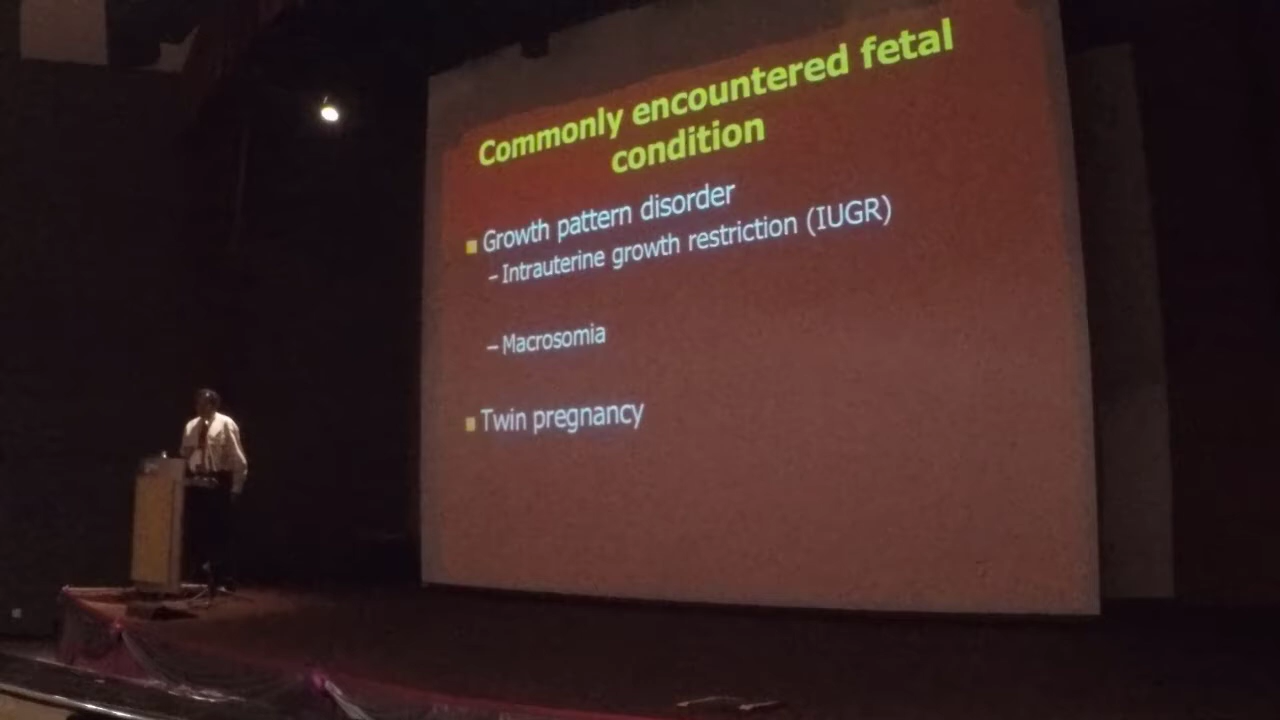 Commonly encountered fetal
condition
Growth pattern disorder
– Intrauterine growth restriction (IUGR)
– Macrosomia
Twin pregnancy